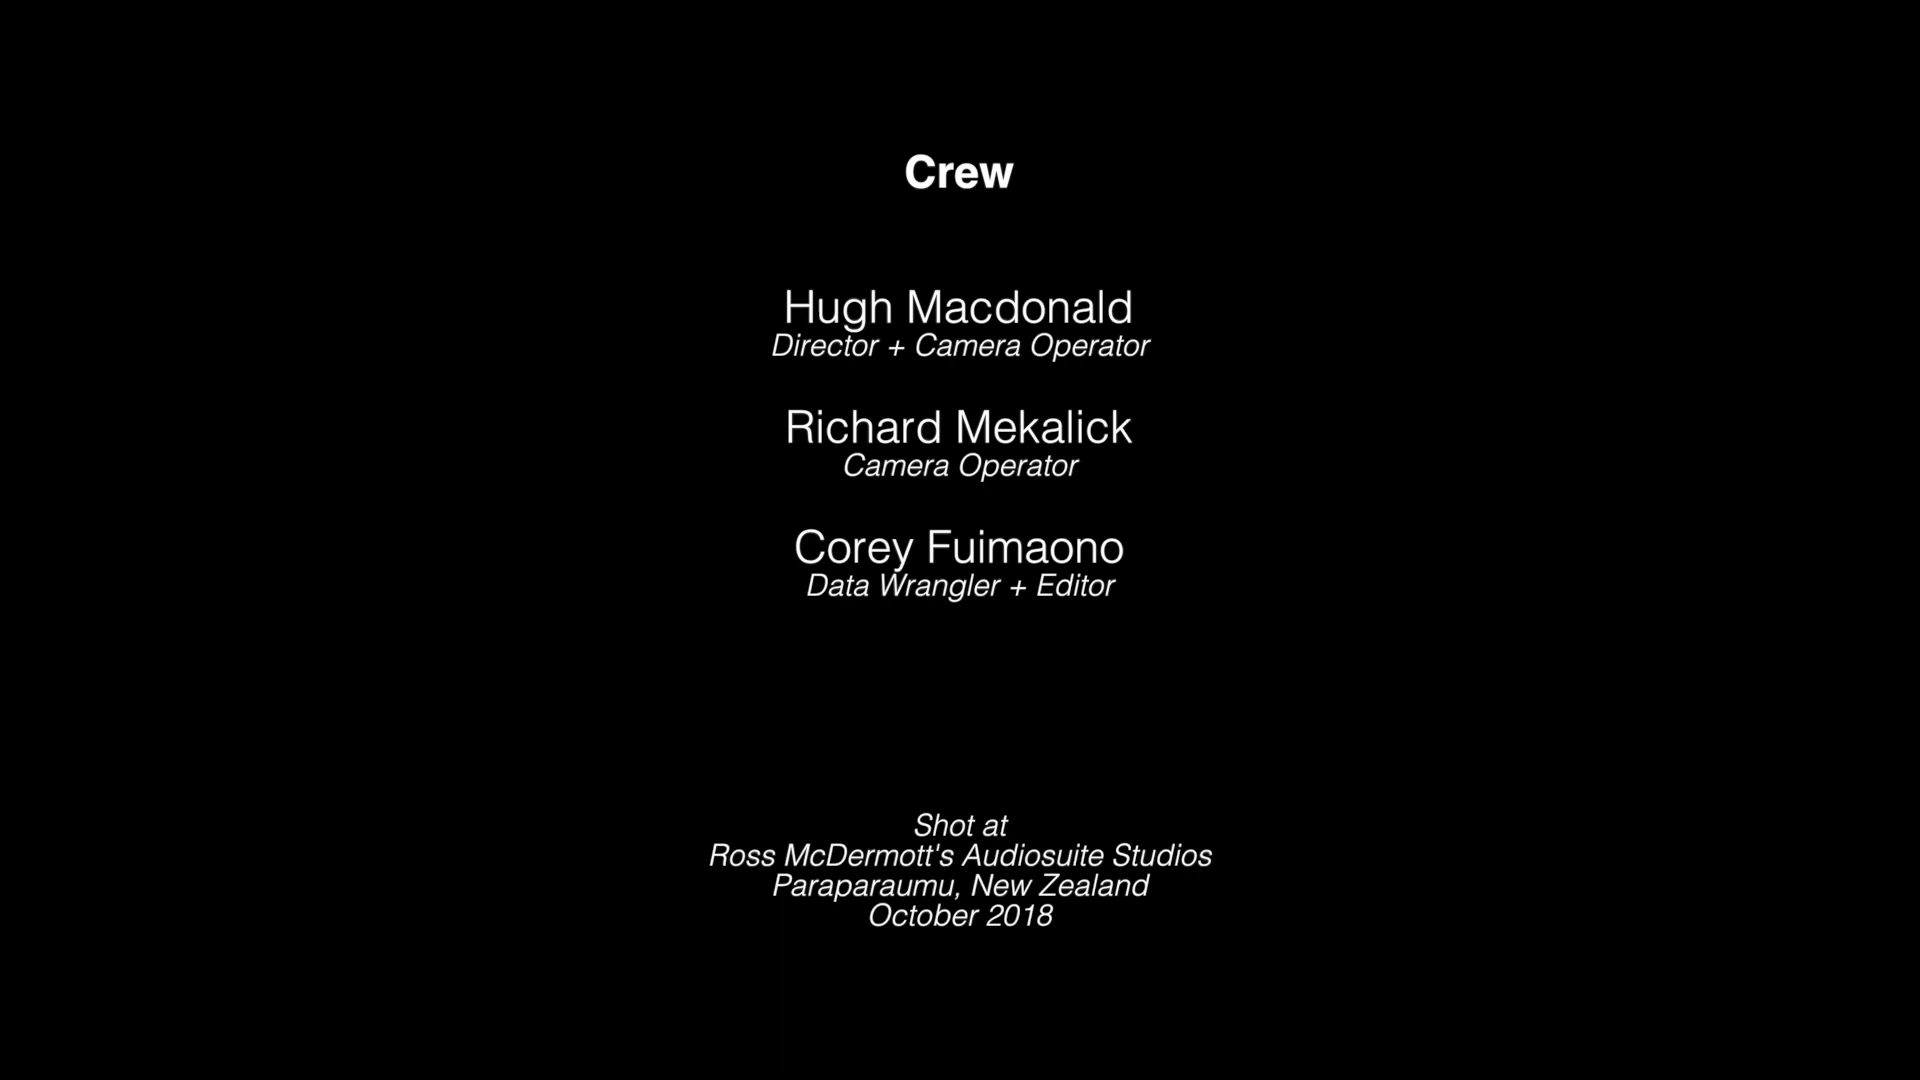 Crew
Hugh Macdonald
Director + Camera Operator
Richard Mekalick
Camera Operator
Corey Fuimaono
Data Wrangler + Editor
Shot at
Ross McDermott's Audiosuite Studios
Paraparaumu, New Zealand
October 2018